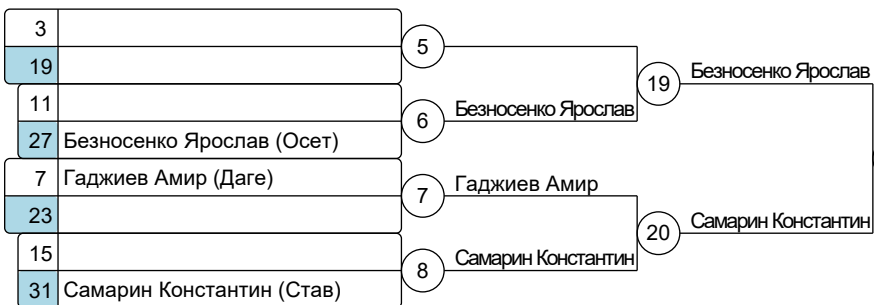 3
19
5
11
27 Безносенко Ярослав (Осет)
6
Безносенко Ярослав
19
Безносенко Ярослав
7 Гаджиев Амир (Даге)
23
7
Гаджиев Амир
15
31 Самарин Константин (Став)
8
Самарин Константин
20
Самарин Константин